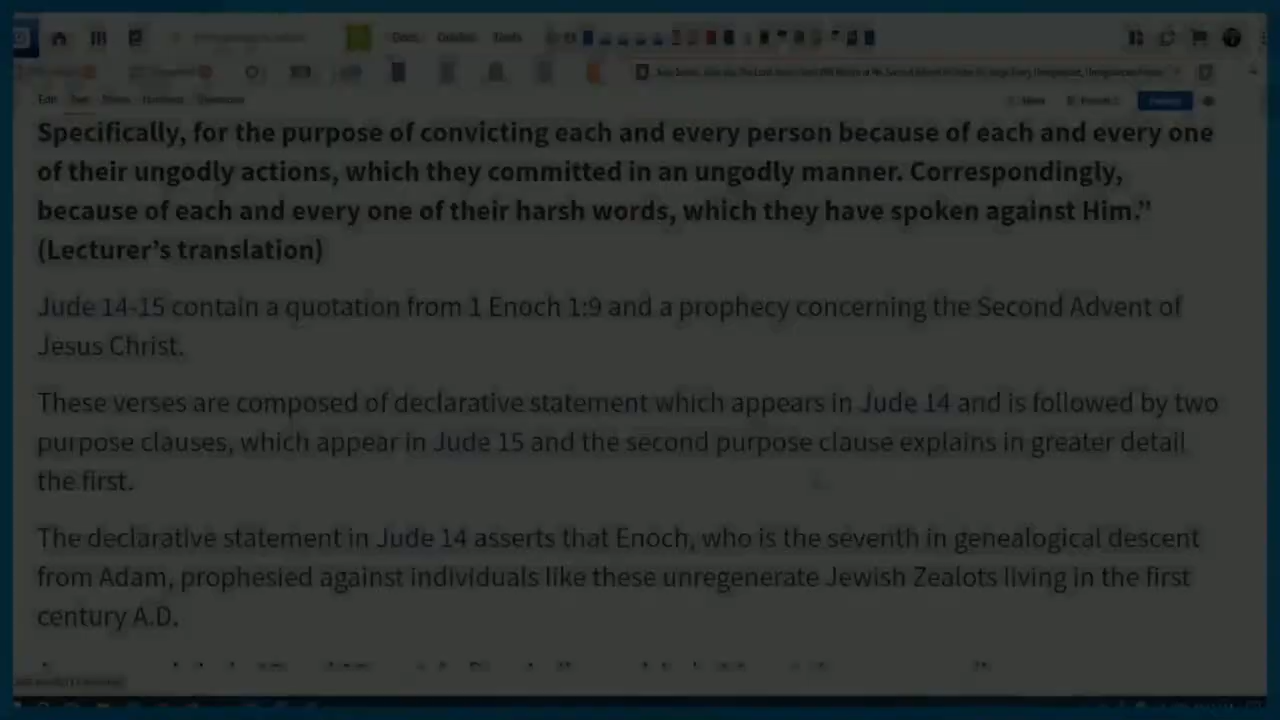 Edit
Specifically, for the purpose of convicting each and every person because of each and every one
of their ungodly actions, which they committed in an ungodly manner. Correspondingly,
because of each and every one of their harsh words, which they have spoken against Him.”
(Lecturer’s translation)
Jude 14-15 contain a quotation from 1 Enoch 1:9 and a prophecy concerning the Second Advent of
Jesus Christ.
These verses are composed of declarative statement which appears in Jude 14 and is followed by two
purpose clauses, which appear in Jude 15 and the second purpose clause explains in greater detail
the first.
The declarative statement in Jude 14 asserts that Enoch, who is the seventh in genealogical descent
from Adam, prophesied against individuals like these unregenerate Jewish Zealots living in the first
century A.D.